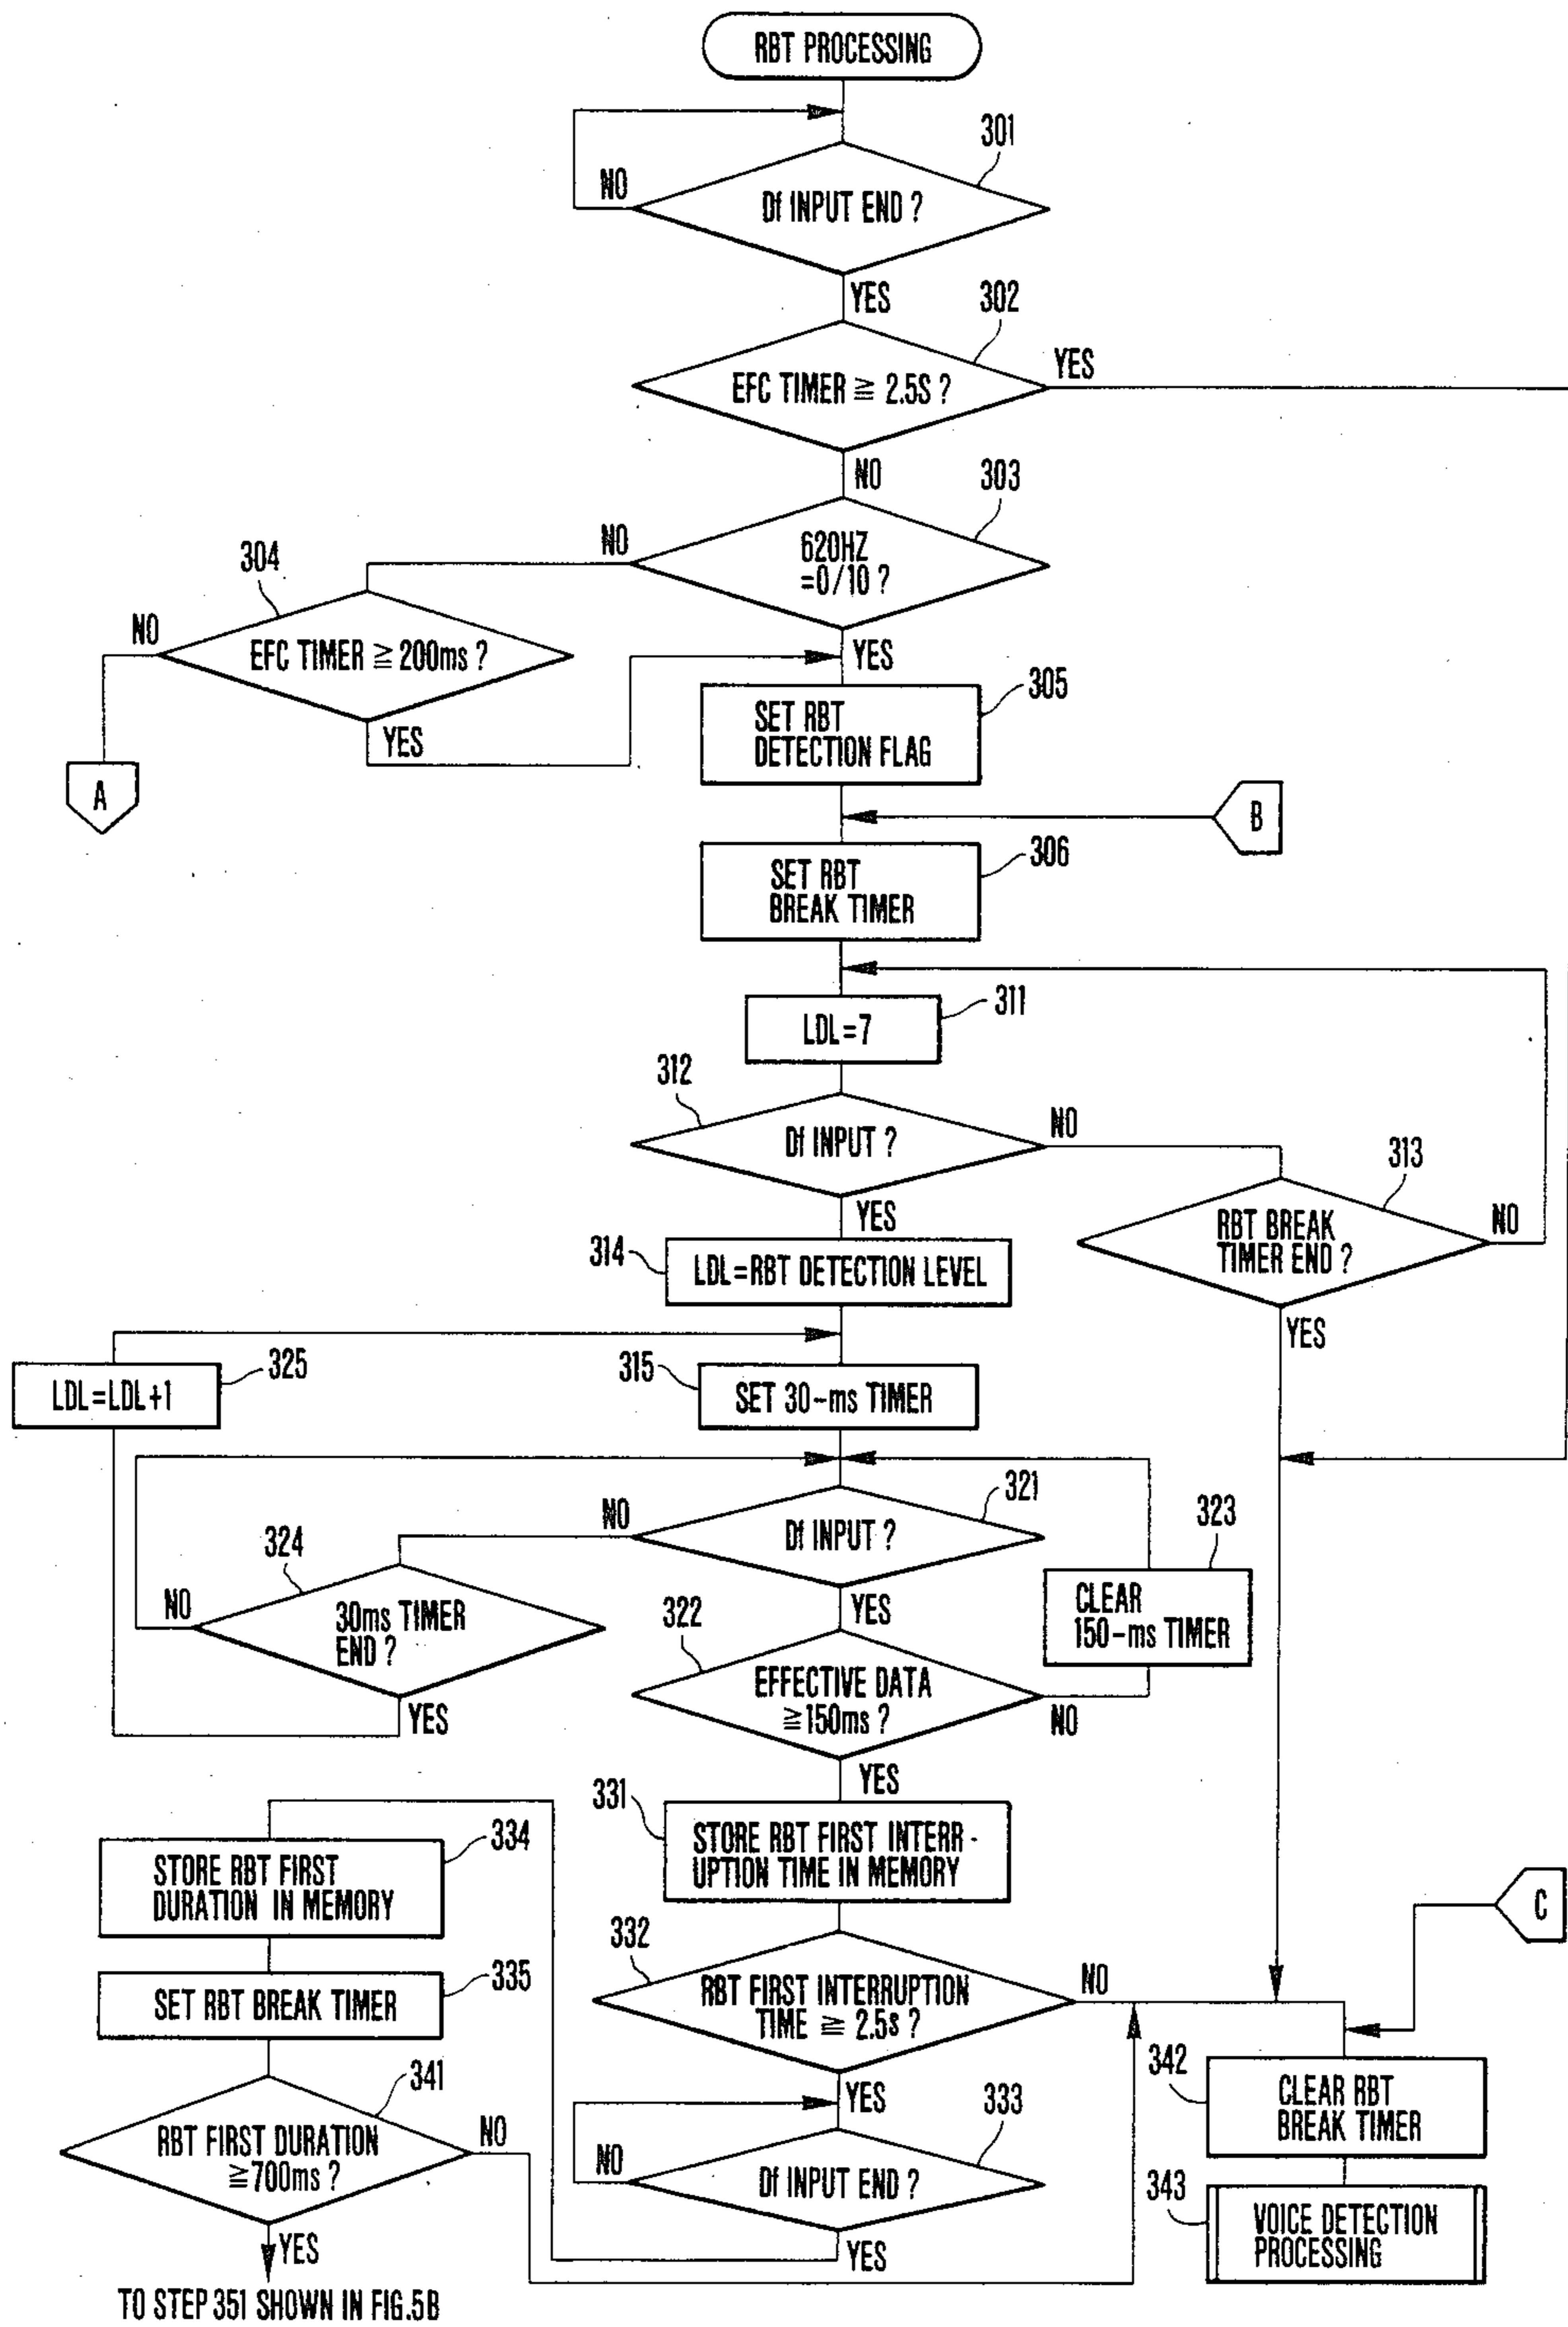 RBT PROCESSING
301
Df INPUT END ?
NO
YES
302
EFC TIMER ≧ 2.5S ?
YES
NO
303
620HZ
=0/10 ?
NO
YES
304
EFC TIMER ≧ 200ms ?
NO
YES
A
305
SET RBT
DETECTION FLAG
B
306
SET RBT
BREAK TIMER
311
LDL=7
312
Df INPUT ?
NO
YES
313
RBT BREAK
TIMER END ?
NO
YES
314
LDL=RBT DETECTION LEVEL
325
LDL=LDL+1
315
SET 30-ms TIMER
321
Df INPUT ?
NO
YES
323
CLEAR
150-ms TIMER
324
30ms TIMER
END ?
NO
YES
322
EFFECTIVE DATA
≧150ms ?
NO
YES
331
STORE RBT FIRST INTERR-
UPTION TIME IN MEMORY
334
STORE RBT FIRST
DURATION IN MEMORY
C
332
RBT FIRST INTERRUPTION
TIME ≧ 2.5s ?
NO
YES
335
SET RBT BREAK TIMER
341
RBT FIRST DURATION
≧700ms ?
NO
YES
333
Df INPUT END ?
NO
YES
342
CLEAR RBT
BREAK TIMER
343
VOICE DETECTION
PROCESSING
TO STEP 351 SHOWN IN FIG.5B